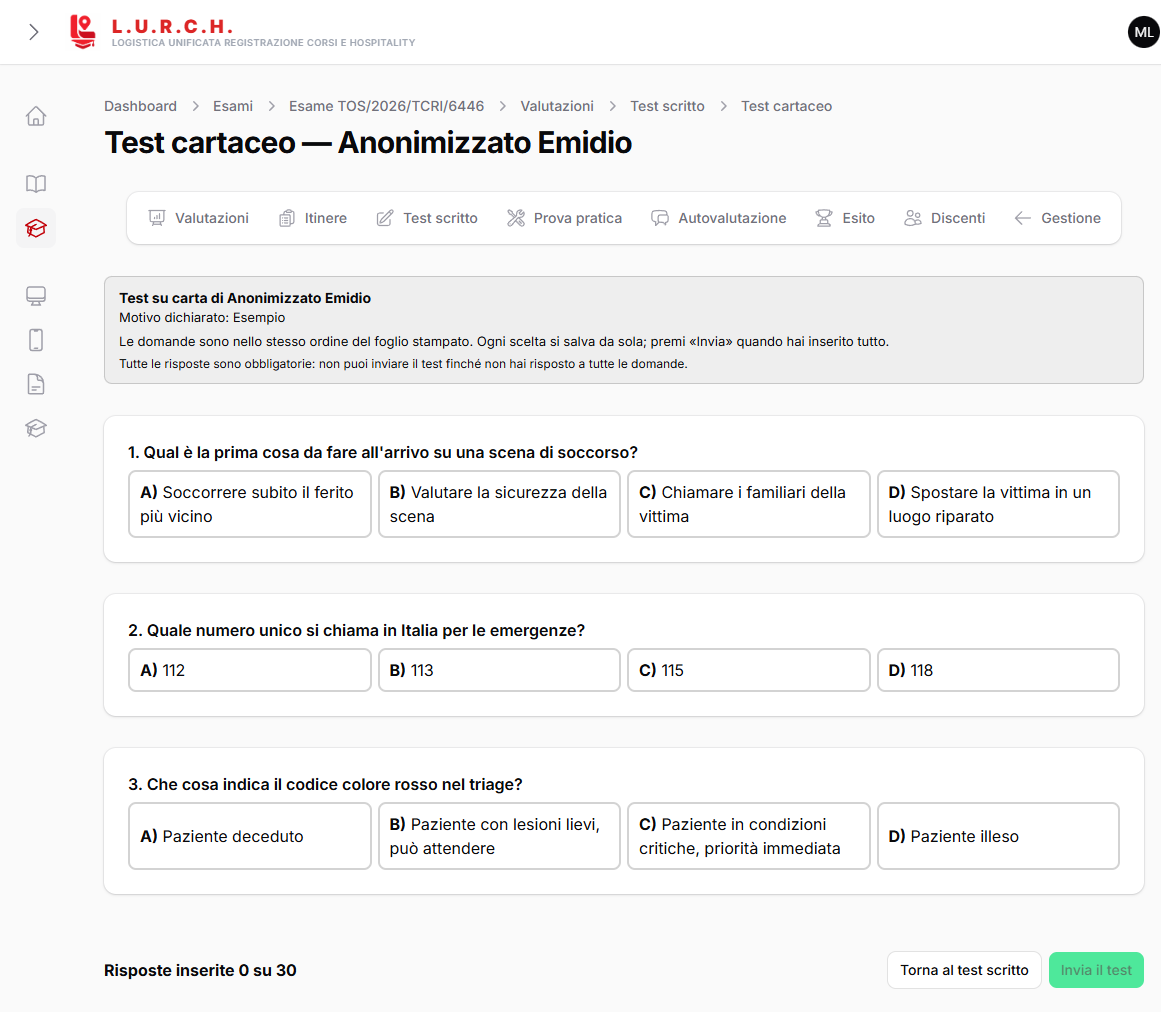 L.U.R.C.H.
LOGISTICA UNIFICATA REGISTRAZIONE CORSI E HOSPITALITY
ML
Dashboard > Esami > Esame TOS/2026/TCRI/6446 > Valutazioni > Test scritto > Test cartaceo
Test cartaceo — Anonimizzato Emidio
Valutazioni Itinere Test scritto Prova pratica Autovalutazione Esito Discenti Gestione
Test su carta di Anonimizzato Emidio
Motivo dichiarato: Esempio
Le domande sono nello stesso ordine del foglio stampato. Ogni scelta si salva da sola; premi «Invia» quando hai inserito tutto.
Tutte le risposte sono obbligatorie: non puoi inviare il test finché non hai risposto a tutte le domande.
1. Qual è la prima cosa da fare all'arrivo su una scena di soccorso?
A) Soccorrere subito il ferito
più vicino
B) Valutare la sicurezza della
scena
C) Chiamare i familiari della
vittima
D) Spostare la vittima in un
luogo riparato
2. Quale numero unico si chiama in Italia per le emergenze?
A) 112
B) 113
C) 115
D) 118
3. Che cosa indica il codice colore rosso nel triage?
A) Paziente deceduto
B) Paziente con lesioni lievi,
può attendere
C) Paziente in condizioni
critiche, priorità immediata
D) Paziente illeso
Risposte inserite 0 su 30
Torna al test scritto
Invia il test